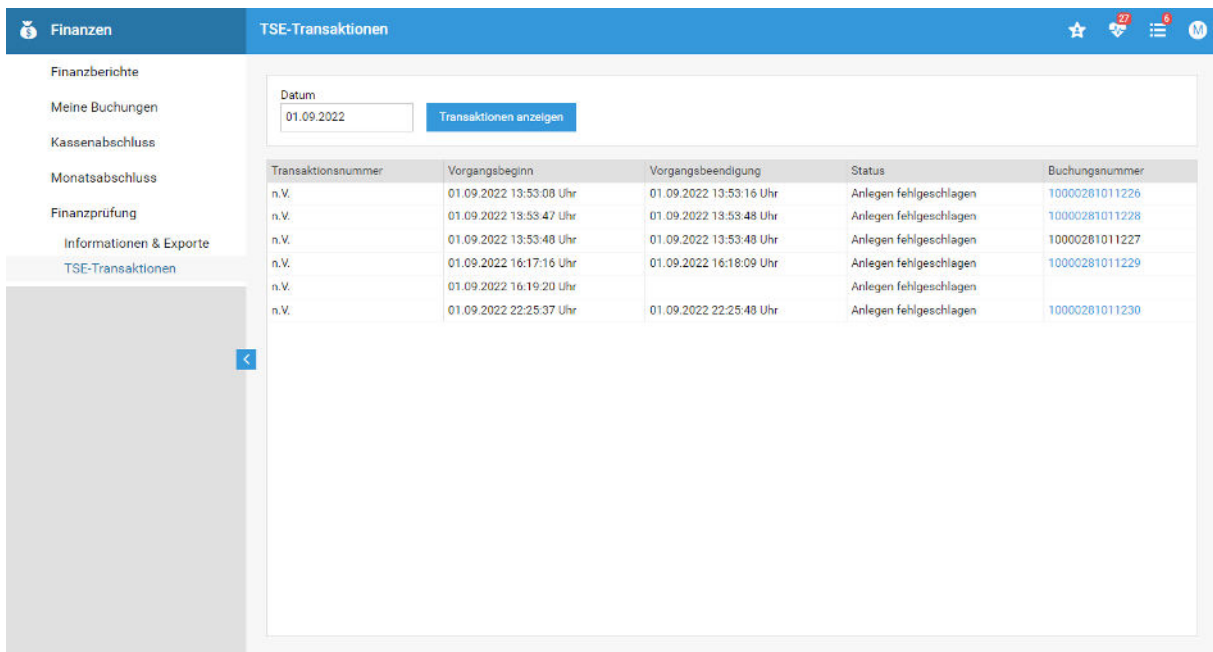 Finanzen
TSE-Transaktionen
27
6
M
Finanzberichte
Meine Buchungen
Kassenabschluss
Monatsabschluss
Finanzprüfung
Informationen & Exporte
TSE-Transaktionen
Datum
01.09.2022 Transaktionen anzeigen
Transaktionsnummer Vorgangsbeginn Vorgangsbeendigung Status Buchungsnummer
n.V. 01.09.2022 13:53:08 Uhr 01.09.2022 13:53:16 Uhr Anlegen fehlgeschlagen 10000281011226
n.V. 01.09.2022 13:53:47 Uhr 01.09.2022 13:53:48 Uhr Anlegen fehlgeschlagen 10000281011228
n.V. 01.09.2022 13:53:48 Uhr 01.09.2022 13:53:48 Uhr Anlegen fehlgeschlagen 10000281011227
n.V. 01.09.2022 16:17:16 Uhr 01.09.2022 16:18:09 Uhr Anlegen fehlgeschlagen 10000281011229
n.V. 01.09.2022 16:19:20 Uhr Anlegen fehlgeschlagen
n.V. 01.09.2022 22:25:37 Uhr 01.09.2022 22:25:48 Uhr Anlegen fehlgeschlagen 10000281011230